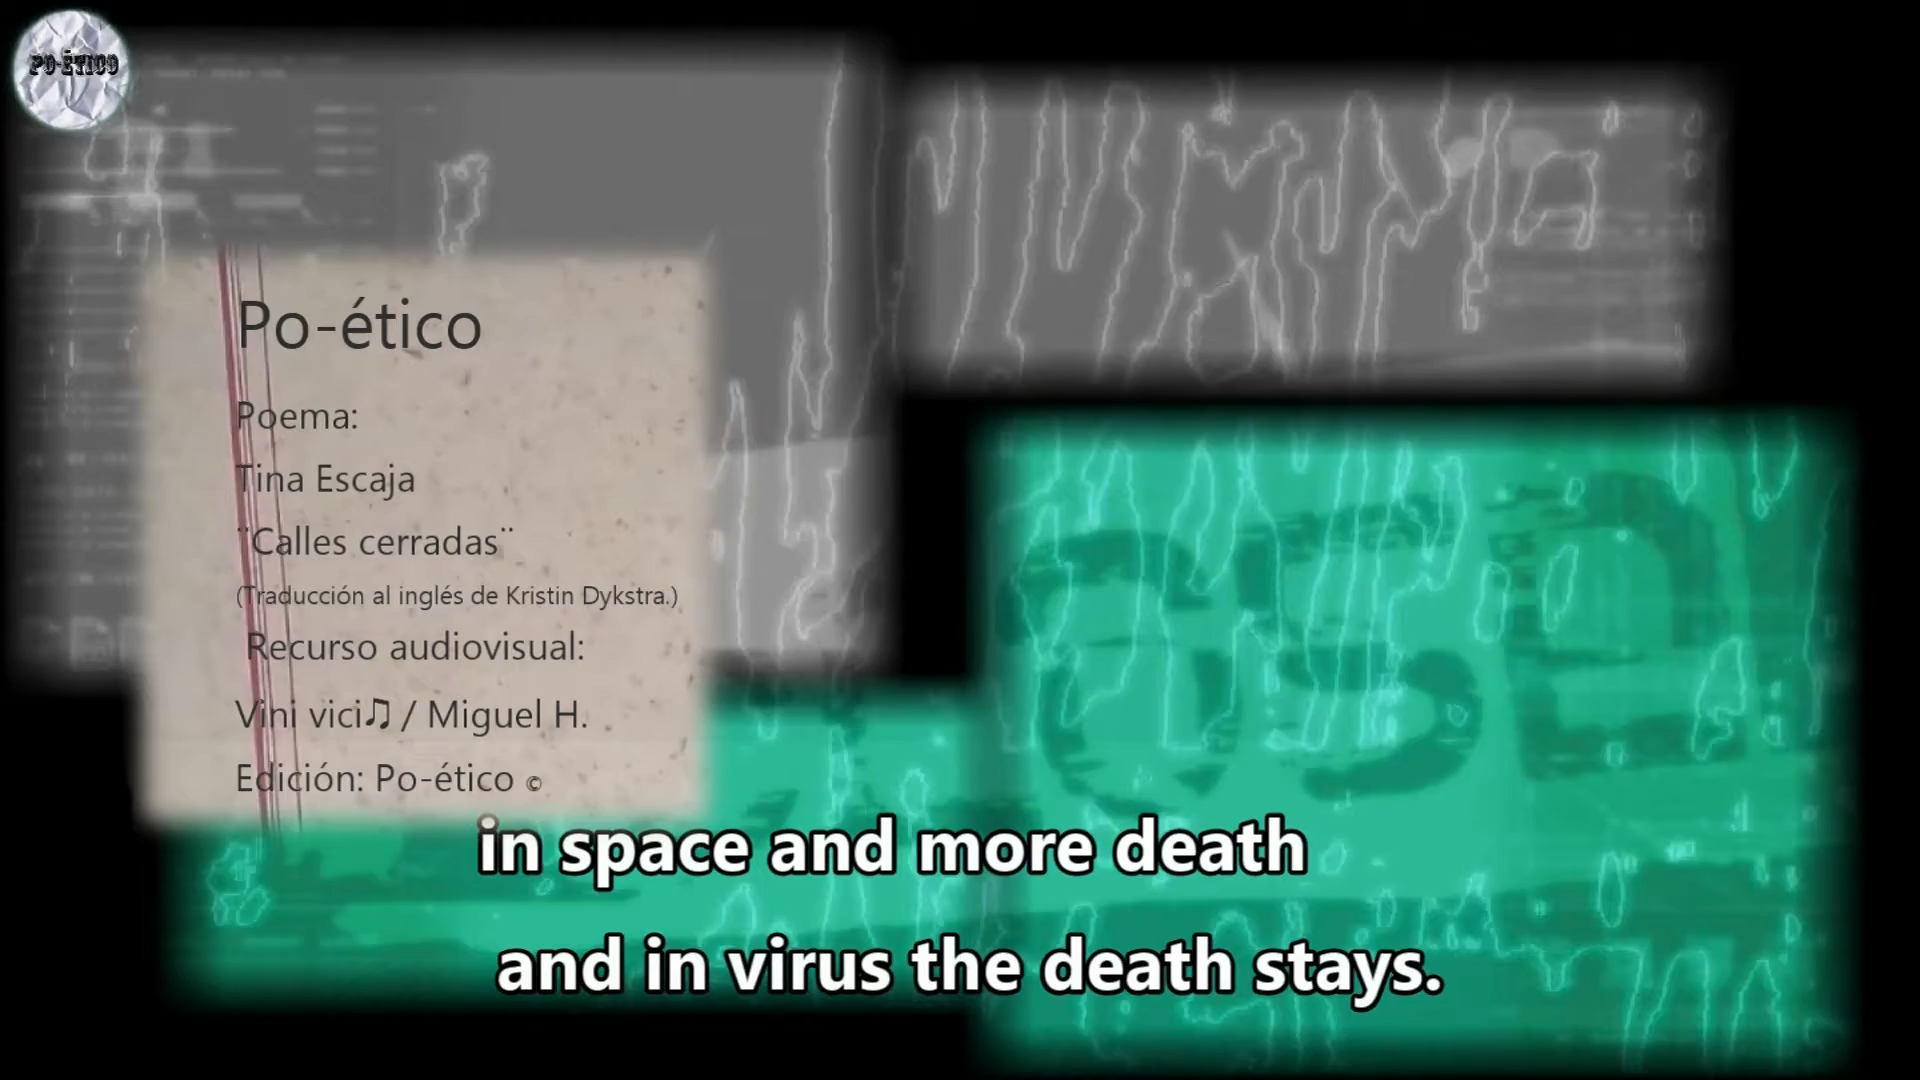 PO-ÉTICO
Po-ético
Poema:
Tina Escaja
¨Calles cerradas¨
(Traducción al inglés de Kristin Dykstra.)
Recurso audiovisual:
Vini vici♫ / Miguel H.
Edición: Po-ético ©
in space and more death
and in virus the death stays.